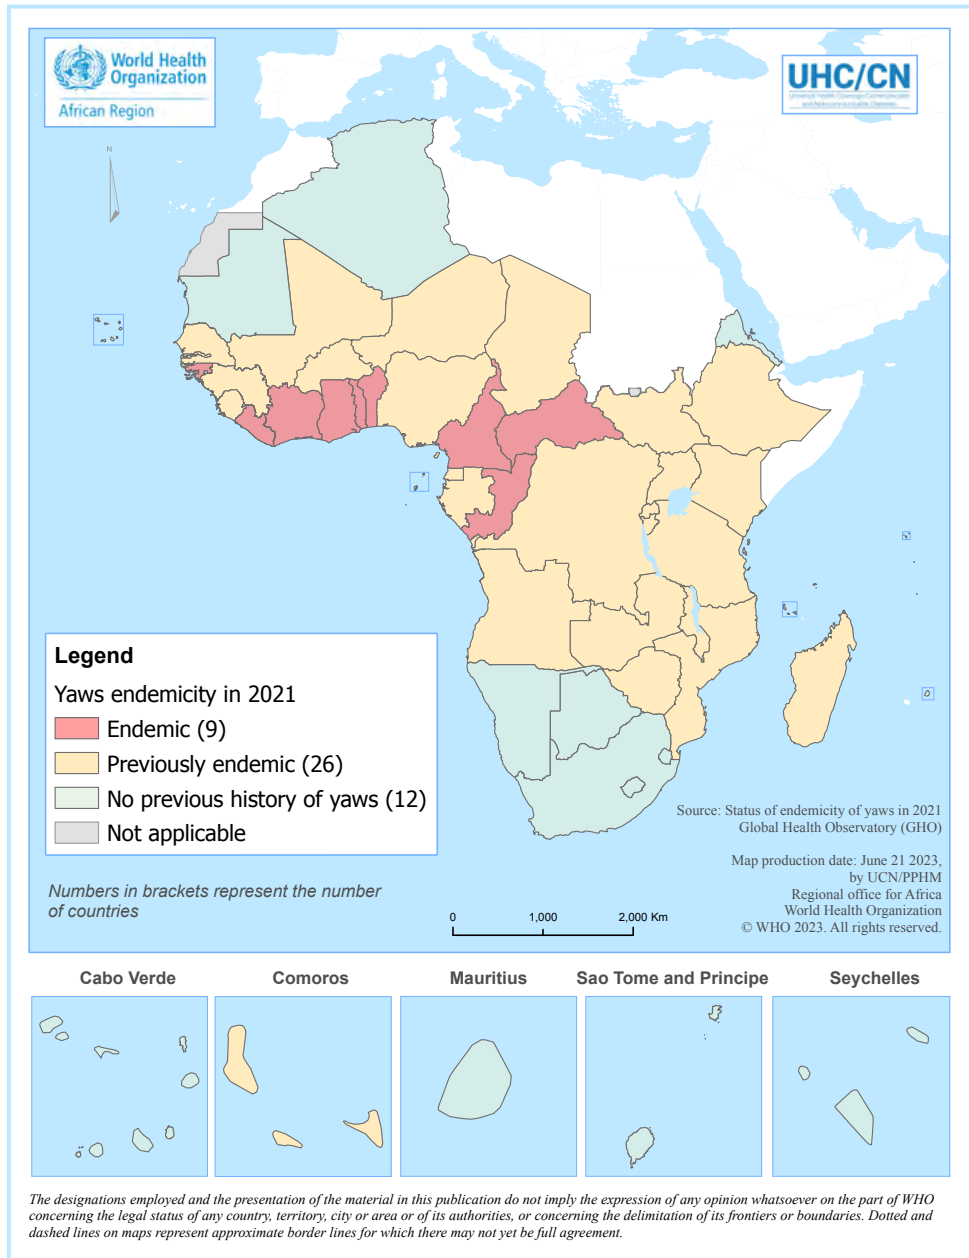 World Health
Organization
African Region
UHC/CN
Universal Health Coverage/Communicable
and Noncommunicable Diseases
N
Legend
Yaws endemicity in 2021
Endemic (9)
Previously endemic (26)
No previous history of yaws (12)
Not applicable
Numbers in brackets represent the number
of countries
0 1,000 2,000 Km
Source: Status of endemicity of yaws in 2021
Global Health Observatory (GHO)
Map production date: June 21 2023,
by UCN/PPHM
Regional office for Africa
World Health Organization
© WHO 2023. All rights reserved.
Cabo Verde
Comoros
Mauritius
Sao Tome and Principe
Seychelles
The designations employed and the presentation of the material in this publication do not imply the expression of any opinion whatsoever on the part of WHO
concerning the legal status of any country, territory, city or area or of its authorities, or concerning the delimitation of its frontiers or boundaries. Dotted and
dashed lines on maps represent approximate border lines for which there may not yet be full agreement.